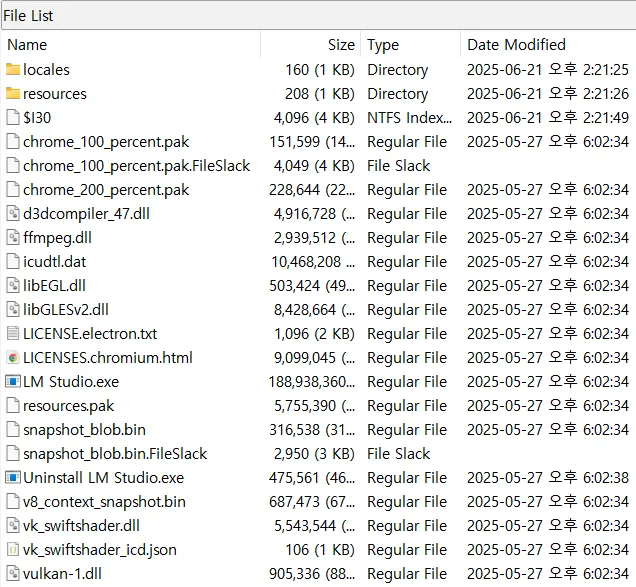 File List
Name Size Type Date Modified
locales 160 (1 KB) Directory 2025-06-21 오후 2:21:25
resources 208 (1 KB) Directory 2025-06-21 오후 2:21:26
$I30 4,096 (4 KB) NTFS Index... 2025-06-21 오후 2:21:49
chrome_100_percent.pak 151,599 (14... Regular File 2025-05-27 오후 6:02:34
chrome_100_percent.pak.FileSlack 4,049 (4 KB) File Slack
chrome_200_percent.pak 228,644 (22... Regular File 2025-05-27 오후 6:02:34
d3dcompiler_47.dll 4,916,728 (... Regular File 2025-05-27 오후 6:02:34
ffmpeg.dll 2,939,512 (... Regular File 2025-05-27 오후 6:02:34
icudtl.dat 10,468,208 ... Regular File 2025-05-27 오후 6:02:34
libEGL.dll 503,424 (49... Regular File 2025-05-27 오후 6:02:34
libGLESv2.dll 8,428,664 (... Regular File 2025-05-27 오후 6:02:34
LICENSE.electron.txt 1,096 (2 KB) Regular File 2025-05-27 오후 6:02:34
LICENSES.chromium.html 9,099,045 (... Regular File 2025-05-27 오후 6:02:34
LM Studio.exe 188,938,360... Regular File 2025-05-27 오후 6:02:34
resources.pak 5,755,390 (... Regular File 2025-05-27 오후 6:02:34
snapshot_blob.bin 316,538 (31... Regular File 2025-05-27 오후 6:02:34
snapshot_blob.bin.FileSlack 2,950 (3 KB) File Slack
Uninstall LM Studio.exe 475,561 (46... Regular File 2025-05-27 오후 6:02:38
v8_context_snapshot.bin 687,473 (67... Regular File 2025-05-27 오후 6:02:34
vk_swiftshader.dll 5,543,544 (... Regular File 2025-05-27 오후 6:02:34
vk_swiftshader_icd.json 106 (1 KB) Regular File 2025-05-27 오후 6:02:34
vulkan-1.dll 905,336 (88... Regular File 2025-05-27 오후 6:02:34